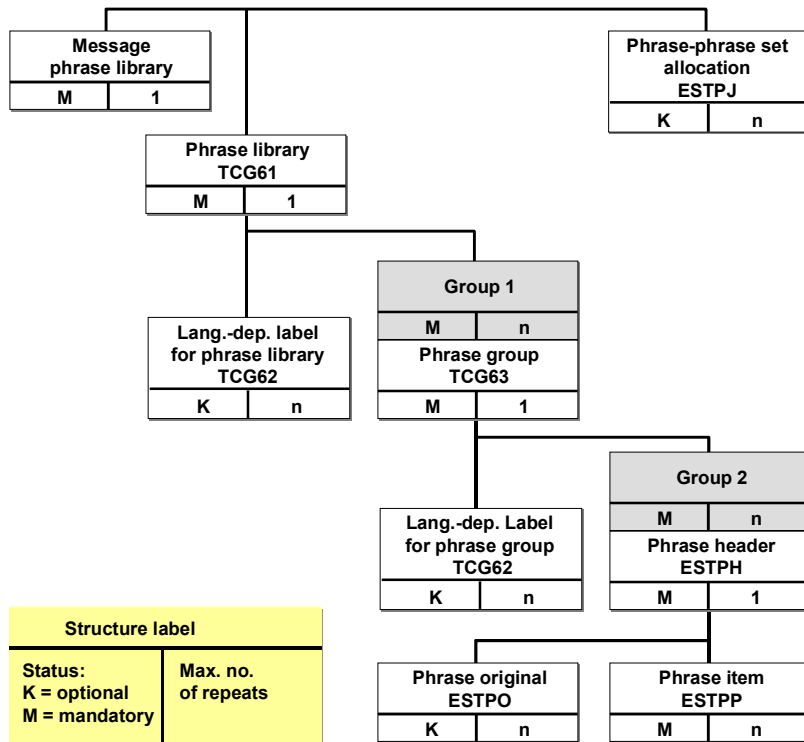 Message
phrase library
M 1
Phrase-phrase set
allocation
ESTPJ
K n
Phrase library
TCG61
M 1
Group 1
M n
Lang.-dep. label
for phrase library
TCG62
K n
Phrase group
TCG63
M 1
Group 2
M n
Lang.-dep. Label
for phrase group
TCG62
K n
Phrase header
ESTPH
M 1
Structure label
Status:
K = optional
M = mandatory
Max. no.
of repeats
Phrase original
ESTPO
K n
Phrase item
ESTPP
M n